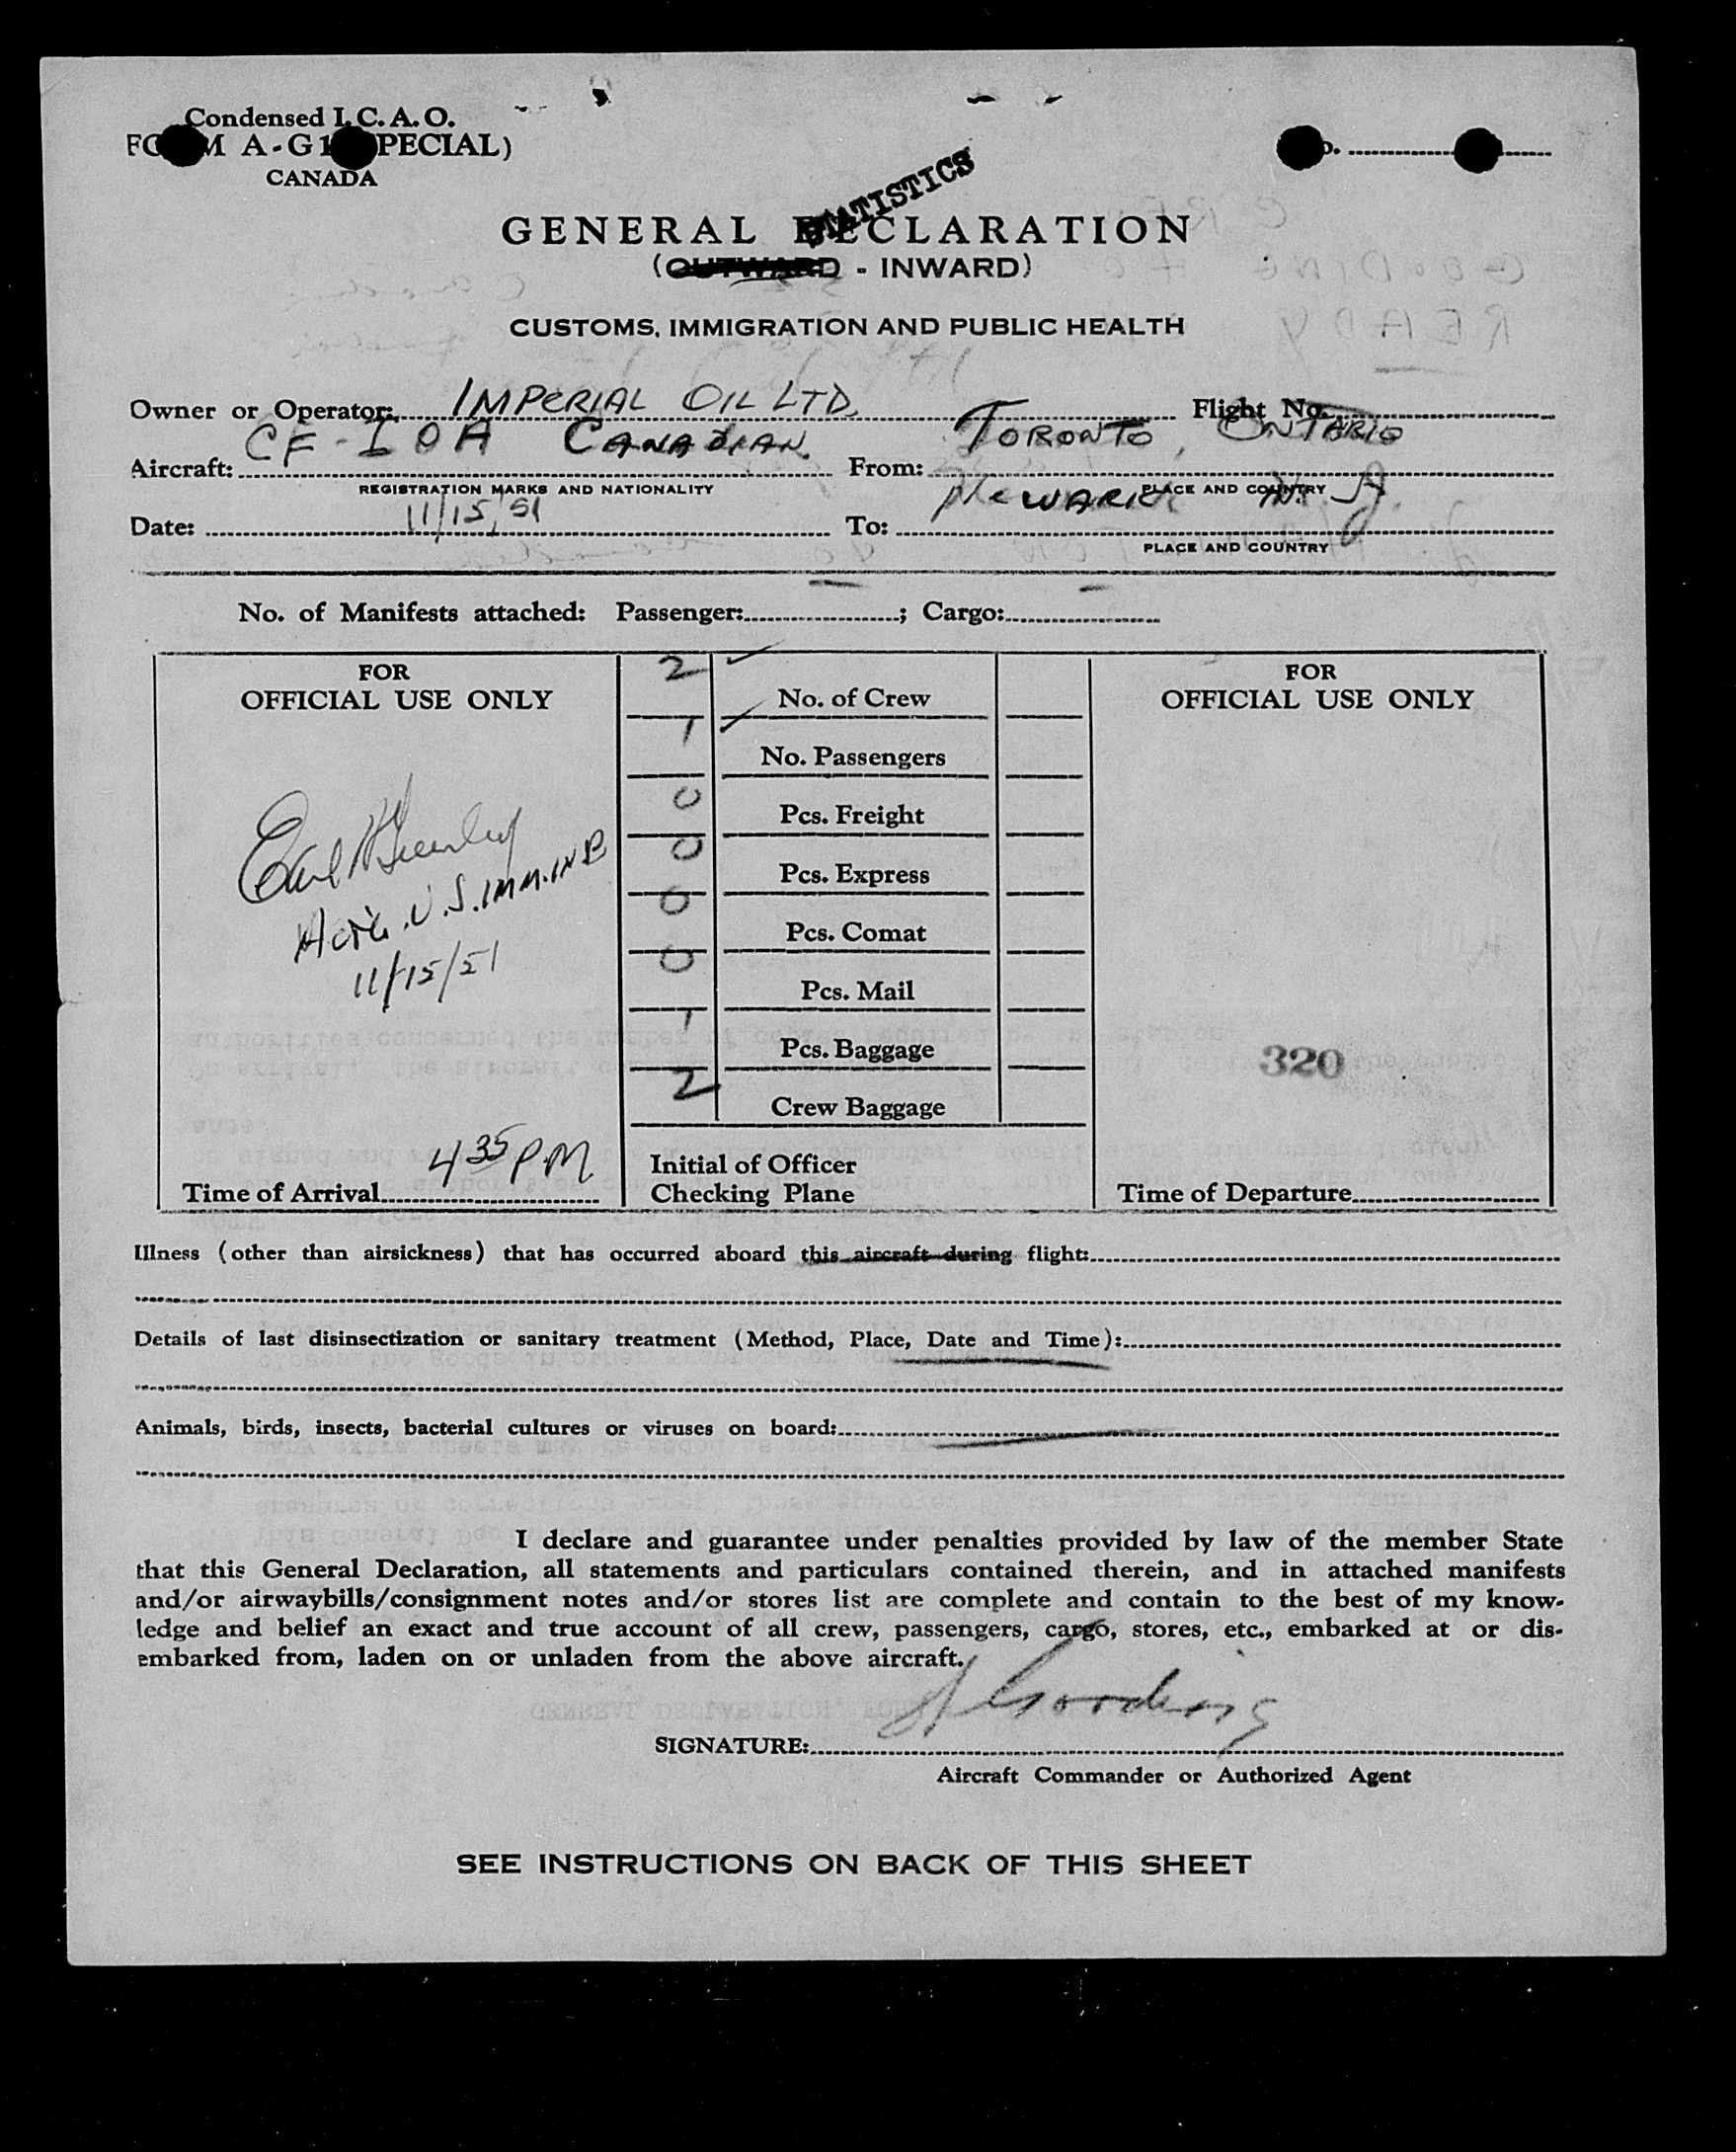 Condensed I.C.A.O.
FORM A-G1 (SPECIAL)
CANADA
STATISTICS
GENERAL DECLARATION
(OUTWARD - INWARD)
CUSTOMS, IMMIGRATION AND PUBLIC HEALTH
Owner or Operator: IMPERIAL OIL LTD. Flight No.
Aircraft: CF-IOA CANADIAN. From: TORONTO, ONTARIO
REGISTRATION MARKS AND NATIONALITY PLACE AND COUNTRY
Date: 11/15/51 To: NEWARK N. J.
PLACE AND COUNTRY
No. of Manifests attached: Passenger: ; Cargo:
FOR
OFFICIAL USE ONLY
Earl
Act'g. U.S. IMM. INSP
11/15/51
4 35 P.M
Time of Arrival
2 No. of Crew
1 No. Passengers
0 Pcs. Freight
0 Pcs. Express
0 Pcs. Comat
0 Pcs. Mail
1 Pcs. Baggage
2 Crew Baggage
Initial of Officer
Checking Plane
FOR
OFFICIAL USE ONLY
320
Time of Departure
Illness (other than airsickness) that has occurred aboard this aircraft during flight:
Details of last disinsectization or sanitary treatment (Method, Place, Date and Time):
Animals, birds, insects, bacterial cultures or viruses on board:
I declare and guarantee under penalties provided by law of the member State
that this General Declaration, all statements and particulars contained therein, and in attached manifests
and/or airwaybills/consignment notes and/or stores list are complete and contain to the best of my know-
ledge and belief an exact and true account of all crew, passengers, cargo, stores, etc., embarked at or dis-
embarked from, laden on or unladen from the above aircraft.
SIGNATURE: Gooding
Aircraft Commander or Authorized Agent
SEE INSTRUCTIONS ON BACK OF THIS SHEET